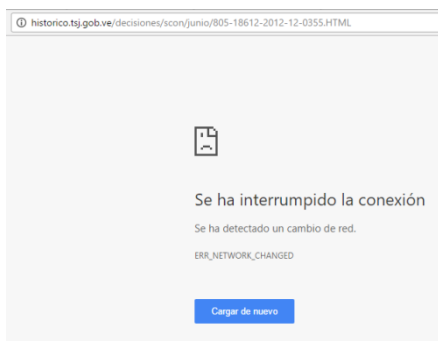 historico.tsj.gob.ve/decisiones/scon/junio/805-18612-2012-12-0355.HTML
Se ha interrumpido la conexión
Se ha detectado un cambio de red.
ERR_NETWORK_CHANGED
Cargar de nuevo